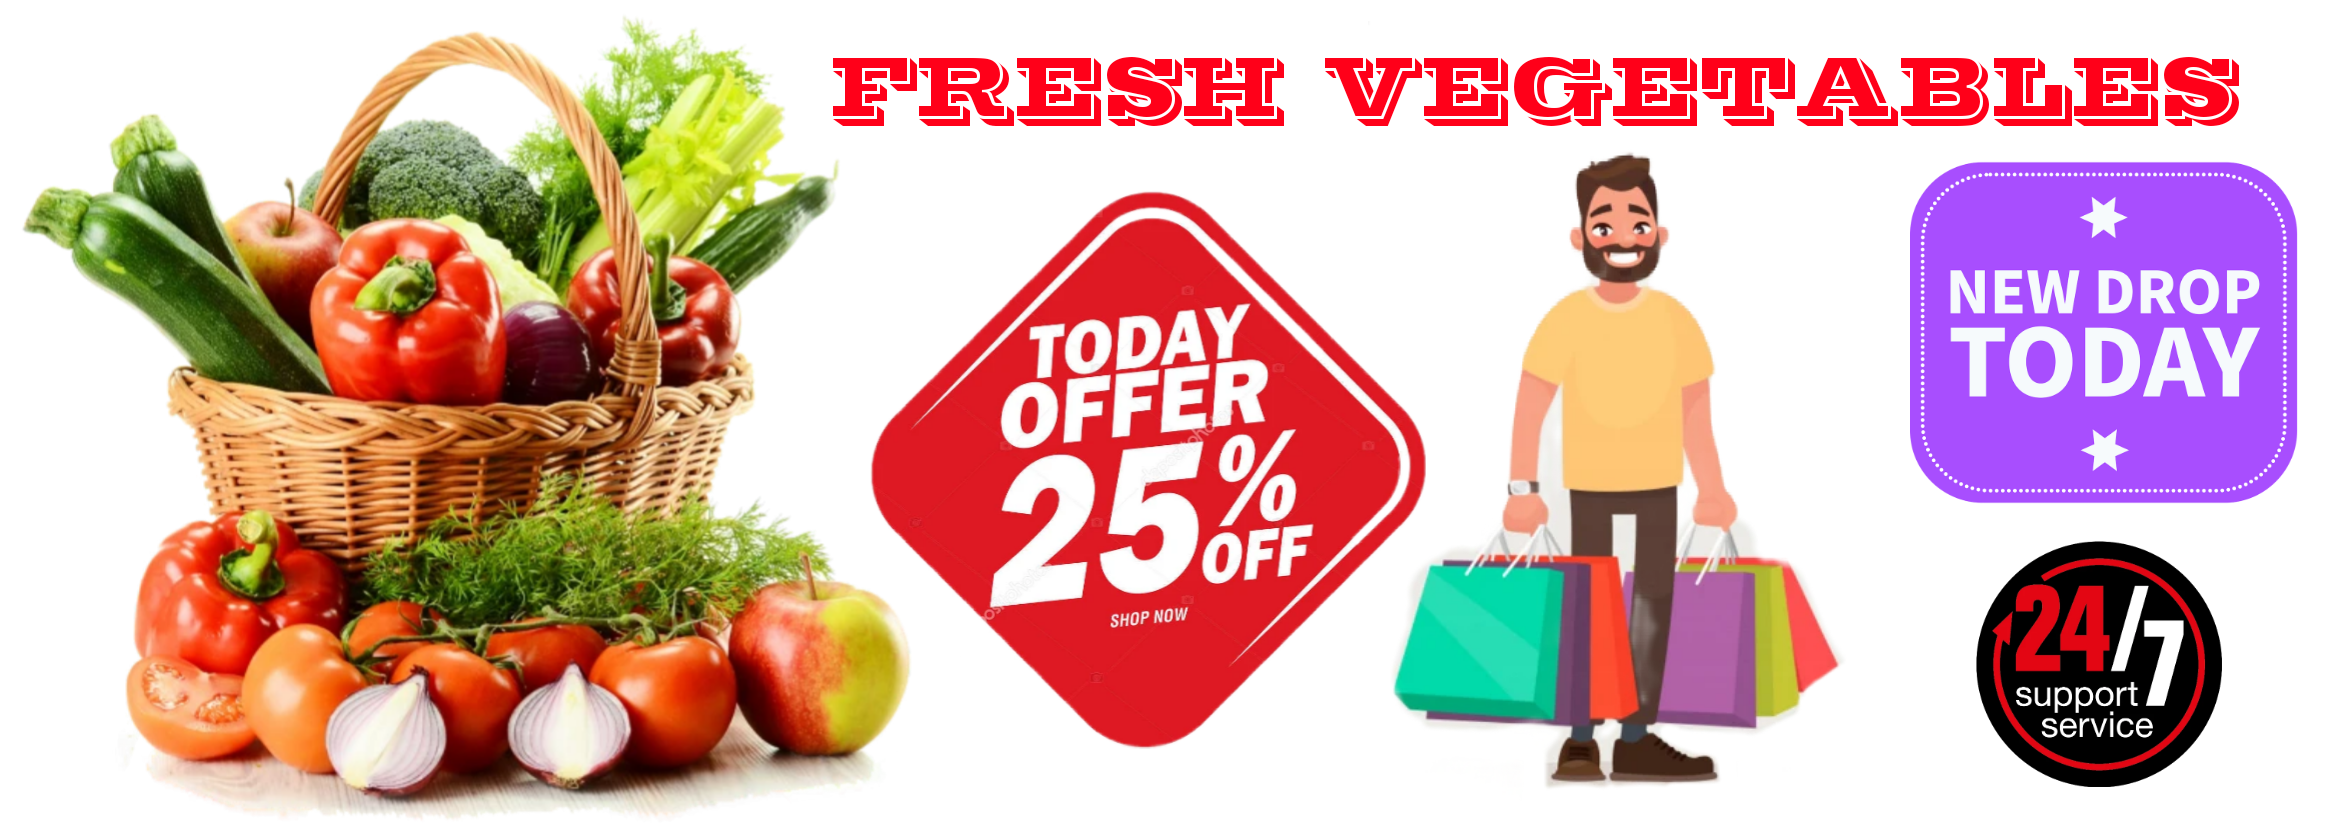 FRESH VEGETABLES
TODAY
OFFER
25%
OFF
SHOP NOW
NEW DROP
TODAY
24/7
support
service